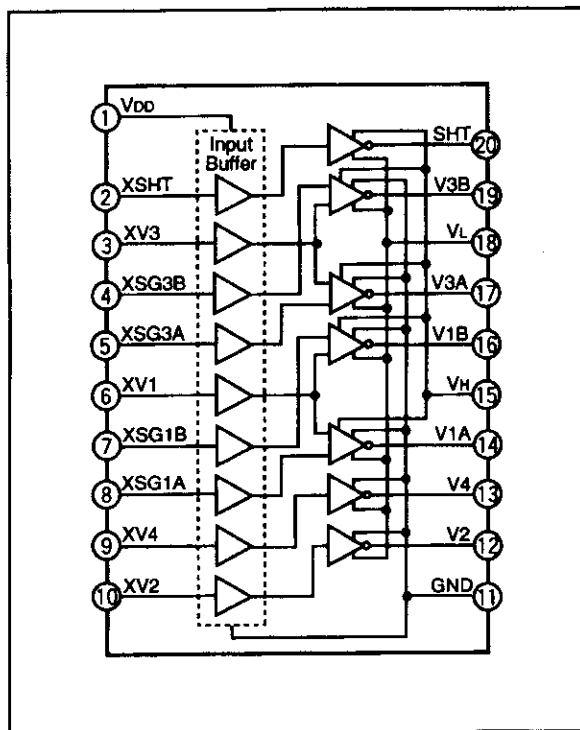 1 VDD
Input
Buffer
2 XSHT
3 XV3
4 XSG3B
5 XSG3A
6 XV1
7 XSG1B
8 XSG1A
9 XV4
10 XV2
SHT 20
V3B 19
VL 18
V3A 17
V1B 16
VH 15
V1A 14
V4 13
V2 12
GND 11